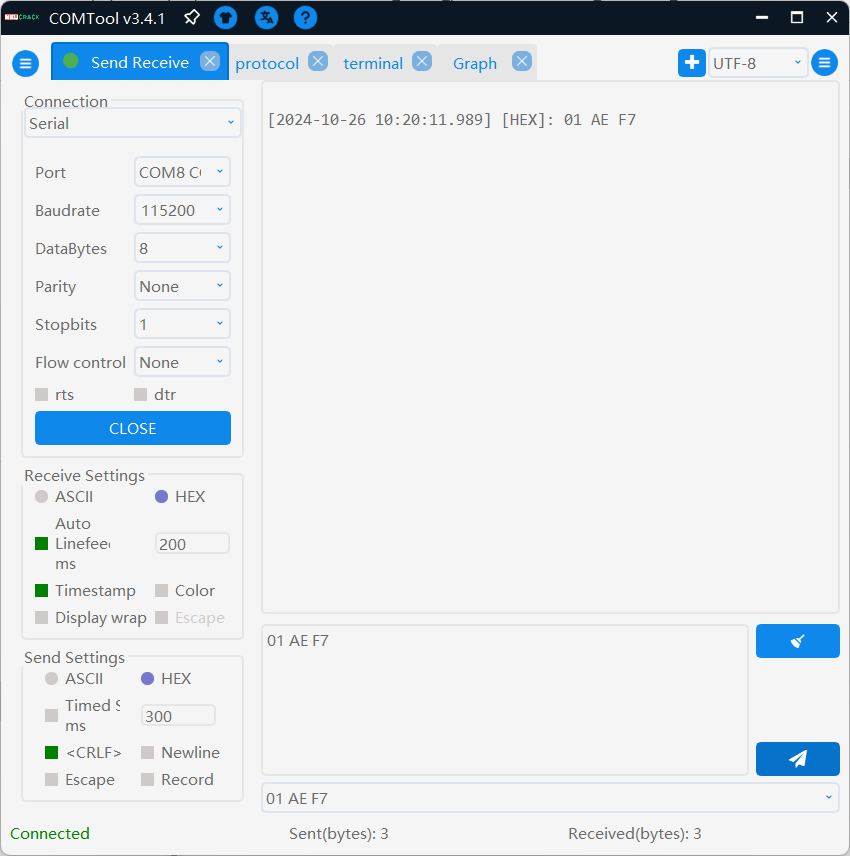 COMTool v3.4.1
Send Receive
protocol
terminal
Graph
UTF-8
Connection
Serial
Port
COM8 C
Baudrate
115200
DataBytes
8
Parity
None
Stopbits
1
Flow control
None
rts
dtr
CLOSE
Receive Settings
ASCII
HEX
Auto
Linefee
ms
200
Timestamp
Color
Display wrap
Escape
Send Settings
ASCII
HEX
Timed S
ms
300
<CRLF>
Newline
Escape
Record
[2024-10-26 10:20:11.989] [HEX]: 01 AE F7
01 AE F7
01 AE F7
Connected
Sent(bytes): 3
Received(bytes): 3